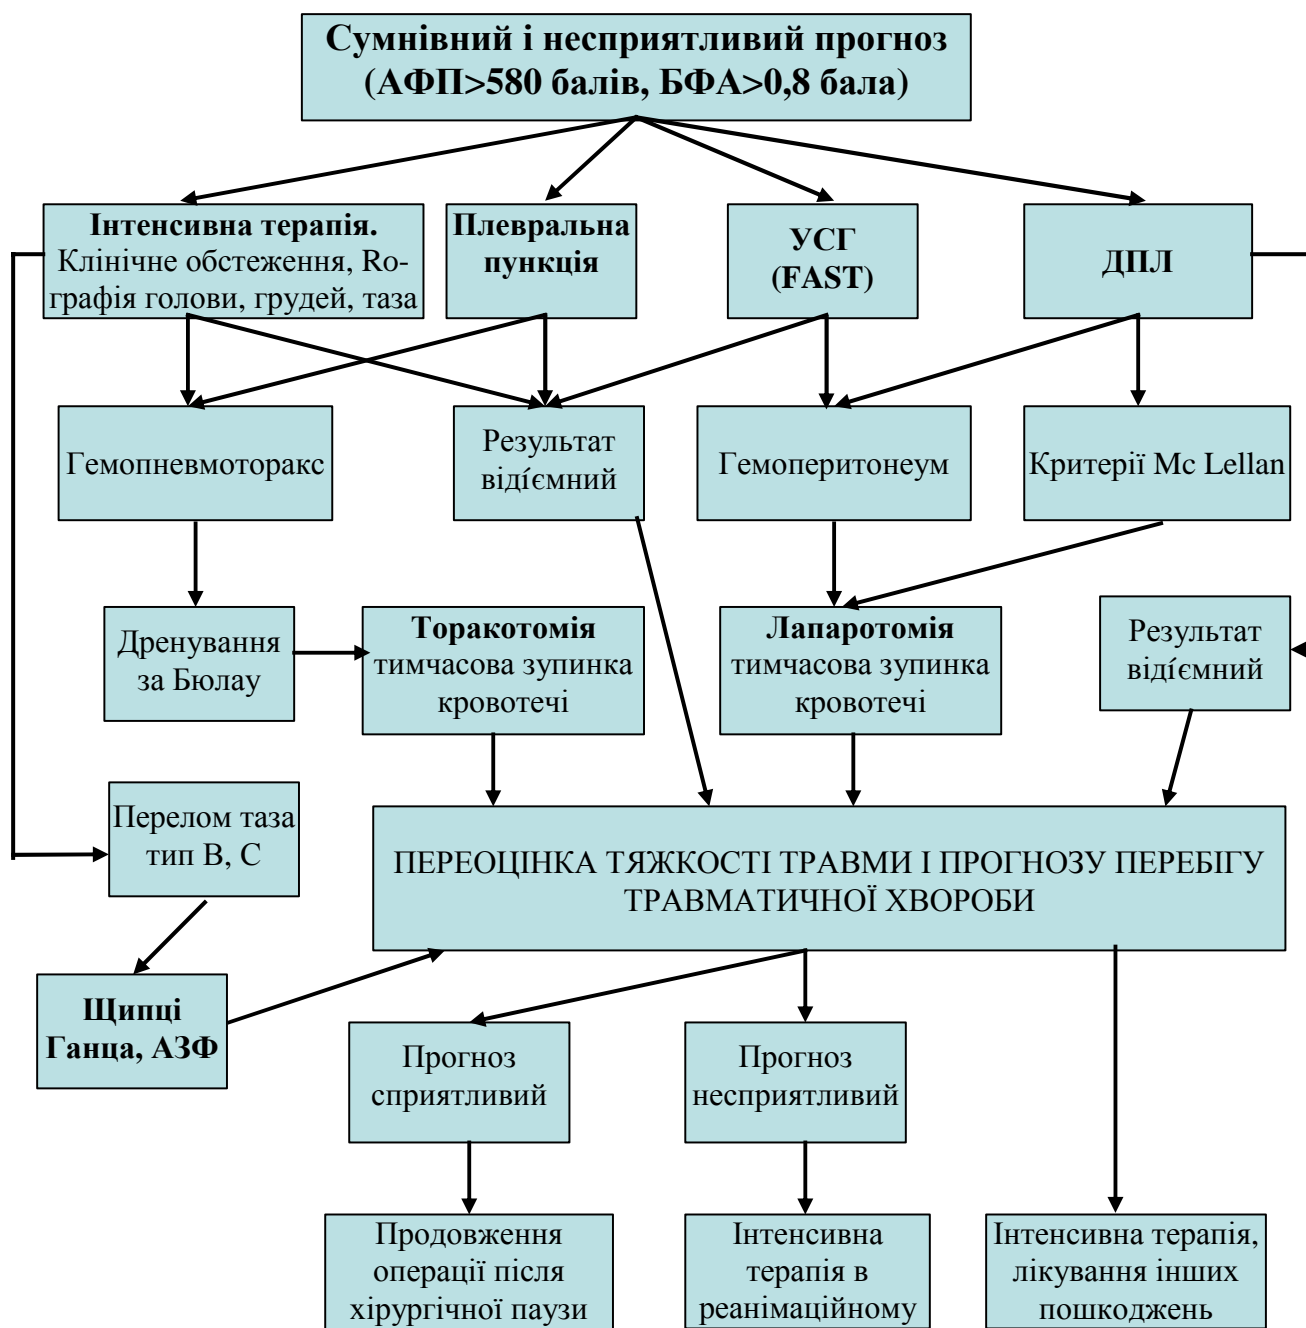 Сумнівний і несприятливий прогноз
(АФП>580 балів, БФА>0,8 бала)
Інтенсивна терапія.
Клінічне обстеження, Ro-
графія голови, грудей, таза
Плевральна
пункція
УСГ
(FAST)
ДПЛ
Гемопневмоторакс
Результат
відíємний
Гемоперитонеум
Критерії Mc Lellan
Дренування
за Бюлау
Торакотомія
тимчасова зупинка
кровотечі
Лапаротомія
тимчасова зупинка
кровотечі
Результат
відíємний
Перелом таза
тип В, С
ПЕРЕОЦІНКА ТЯЖКОСТІ ТРАВМИ І ПРОГНОЗУ ПЕРЕБІГУ
ТРАВМАТИЧНОЇ ХВОРОБИ
Щипці
Ганца, АЗФ
Прогноз
сприятливий
Прогноз
несприятливий
Продовження
операції після
хірургічної паузи
Інтенсивна
терапія в
реанімаційному
Інтенсивна терапія,
лікування інших
пошкоджень